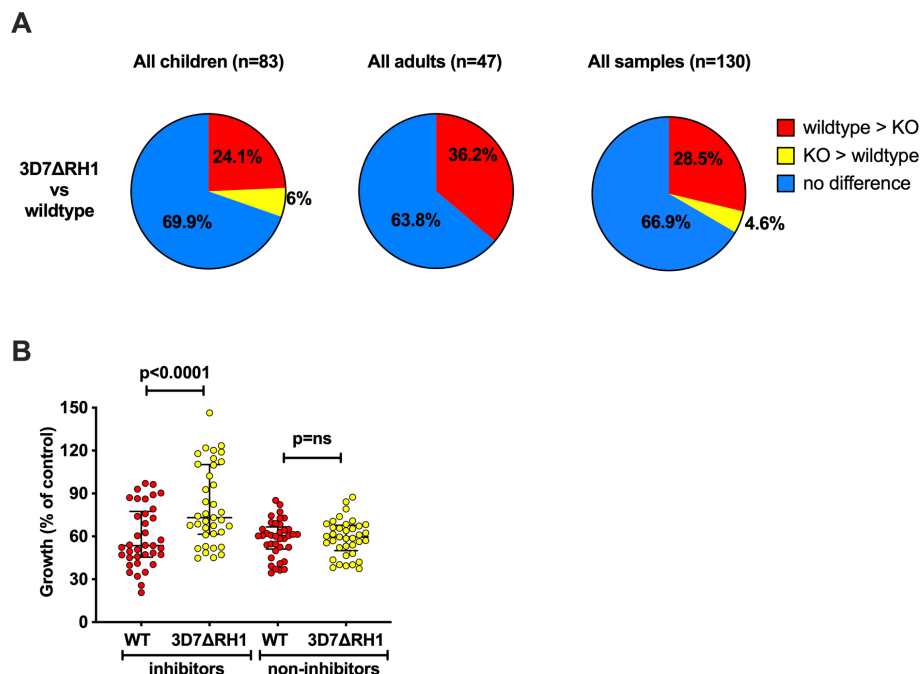 A
All children (n=83) All adults (n=47) All samples (n=130)
3D7ΔRH1
vs
wildtype
24.1%
6%
69.9%
36.2%
63.8%
28.5%
4.6%
66.9%
wildtype > KO
KO > wildtype
no difference
B
p<0.0001
p=ns
Growth (% of control)
150
120
90
60
30
0
WT 3D7ΔRH1 WT 3D7ΔRH1
inhibitors non-inhibitors